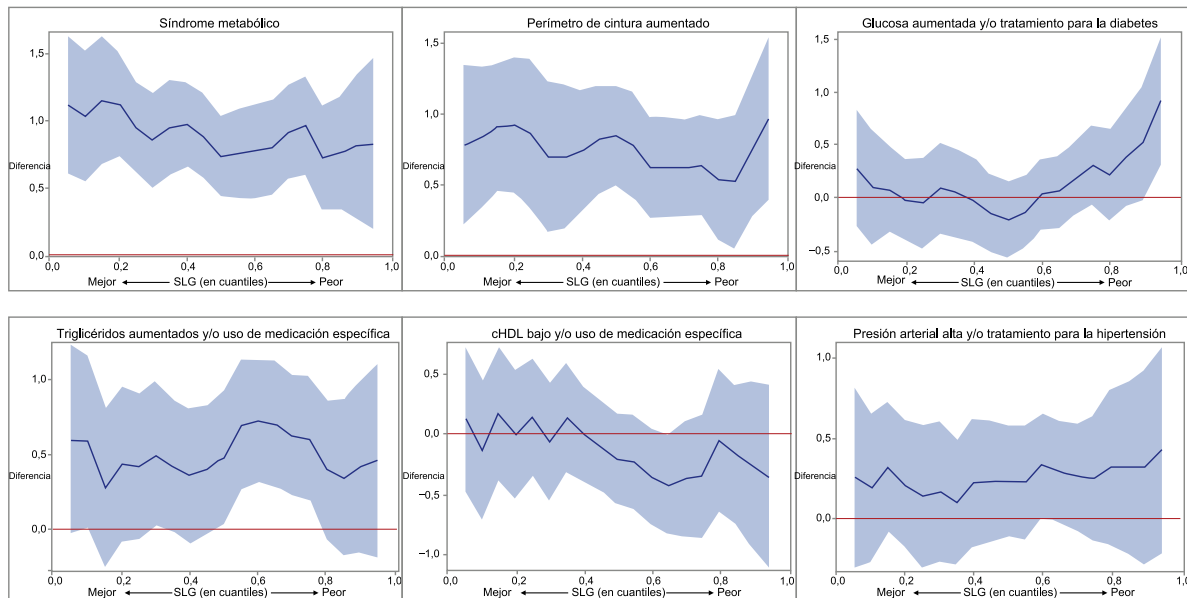 Síndrome metabólico
1,5
1,0
Diferencia
0,5
0,0
0,0 0,2 0,4 0,6 0,8 1,0
Mejor SLG (en cuantiles) Peor
Perímetro de cintura aumentado
1,5
1,0
Diferencia
0,5
0,0
0,0 0,2 0,4 0,6 0,8 1,0
Mejor SLG (en cuantiles) Peor
Glucosa aumentada y/o tratamiento para la diabetes
1,5
1,0
0,5
Diferencia
0,0
−0,5
0,0 0,2 0,4 0,6 0,8 1,0
Mejor SLG (en cuantiles) Peor
Triglicéridos aumentados y/o uso de medicación específica
1,0
0,5
Diferencia
0,0
0,0 0,2 0,4 0,6 0,8 1,0
Mejor SLG (en cuantiles) Peor
cHDL bajo y/o uso de medicación específica
0,5
0,0
Diferencia
−0,5
−1,0
0,0 0,2 0,4 0,6 0,8 1,0
Mejor SLG (en cuantiles) Peor
Presión arterial alta y/o tratamiento para la hipertensión
1,0
0,5
Diferencia
0,0
0,0 0,2 0,4 0,6 0,8 1,0
Mejor SLG (en cuantiles) Peor